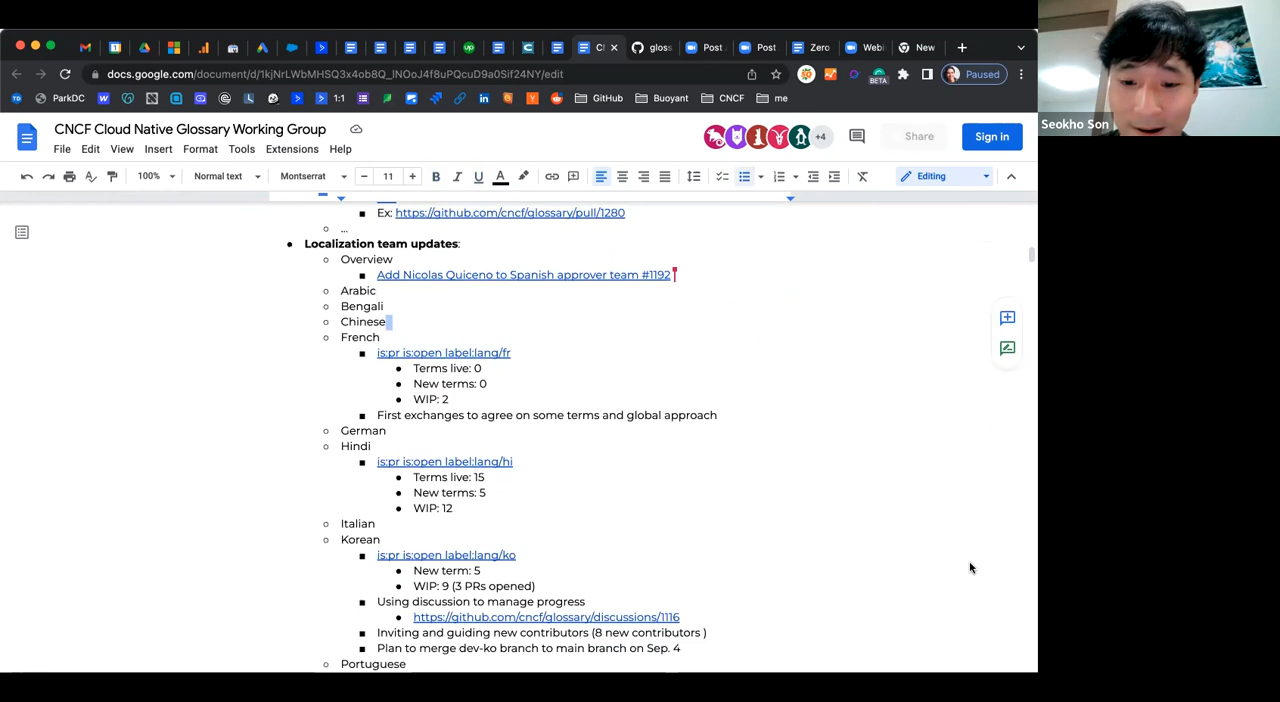 C
gloss
Post
Post
Zero
Webi
New
docs.google.com/document/d/1kjNrLWbMHSQ3x4ob8Q_lNOoJ4f8uPQcuD9a0Sif24NY/edit
BETA
Paused
ParkDC
1:1
GitHub
Buoyant
CNCF
me
CNCF Cloud Native Glossary Working Group
File Edit View Insert Format Tools Extensions Help
+4
Share
Sign in
100%
Normal text
Montserrat
11
Editing
Ex: https://github.com/cncf/glossary/pull/1280
...
Localization team updates:
Overview
Add Nicolas Quiceno to Spanish approver team #1192
Arabic
Bengali
Chinese
French
is:pr is:open label:lang/fr
Terms live: 0
New terms: 0
WIP: 2
First exchanges to agree on some terms and global approach
German
Hindi
is:pr is:open label:lang/hi
Terms live: 15
New terms: 5
WIP: 12
Italian
Korean
is:pr is:open label:lang/ko
New term: 5
WIP: 9 (3 PRs opened)
Using discussion to manage progress
https://github.com/cncf/glossary/discussions/1116
Inviting and guiding new contributors (8 new contributors )
Plan to merge dev-ko branch to main branch on Sep. 4
Portuguese
Seokho Son